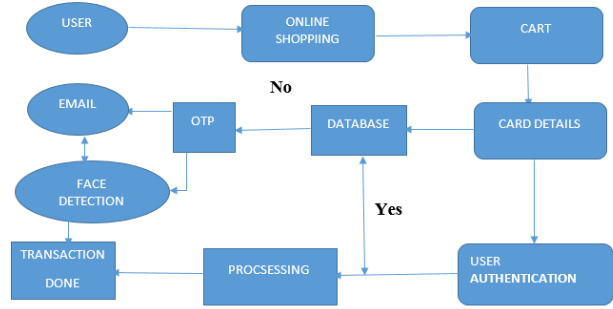 USER
ONLINE
SHOPPIING
CART
No
EMAIL
OTP
DATABASE
CARD DETAILS
FACE
DETECTION
Yes
TRANSACTION
DONE
PROCSESSING
USER
AUTHENTICATION